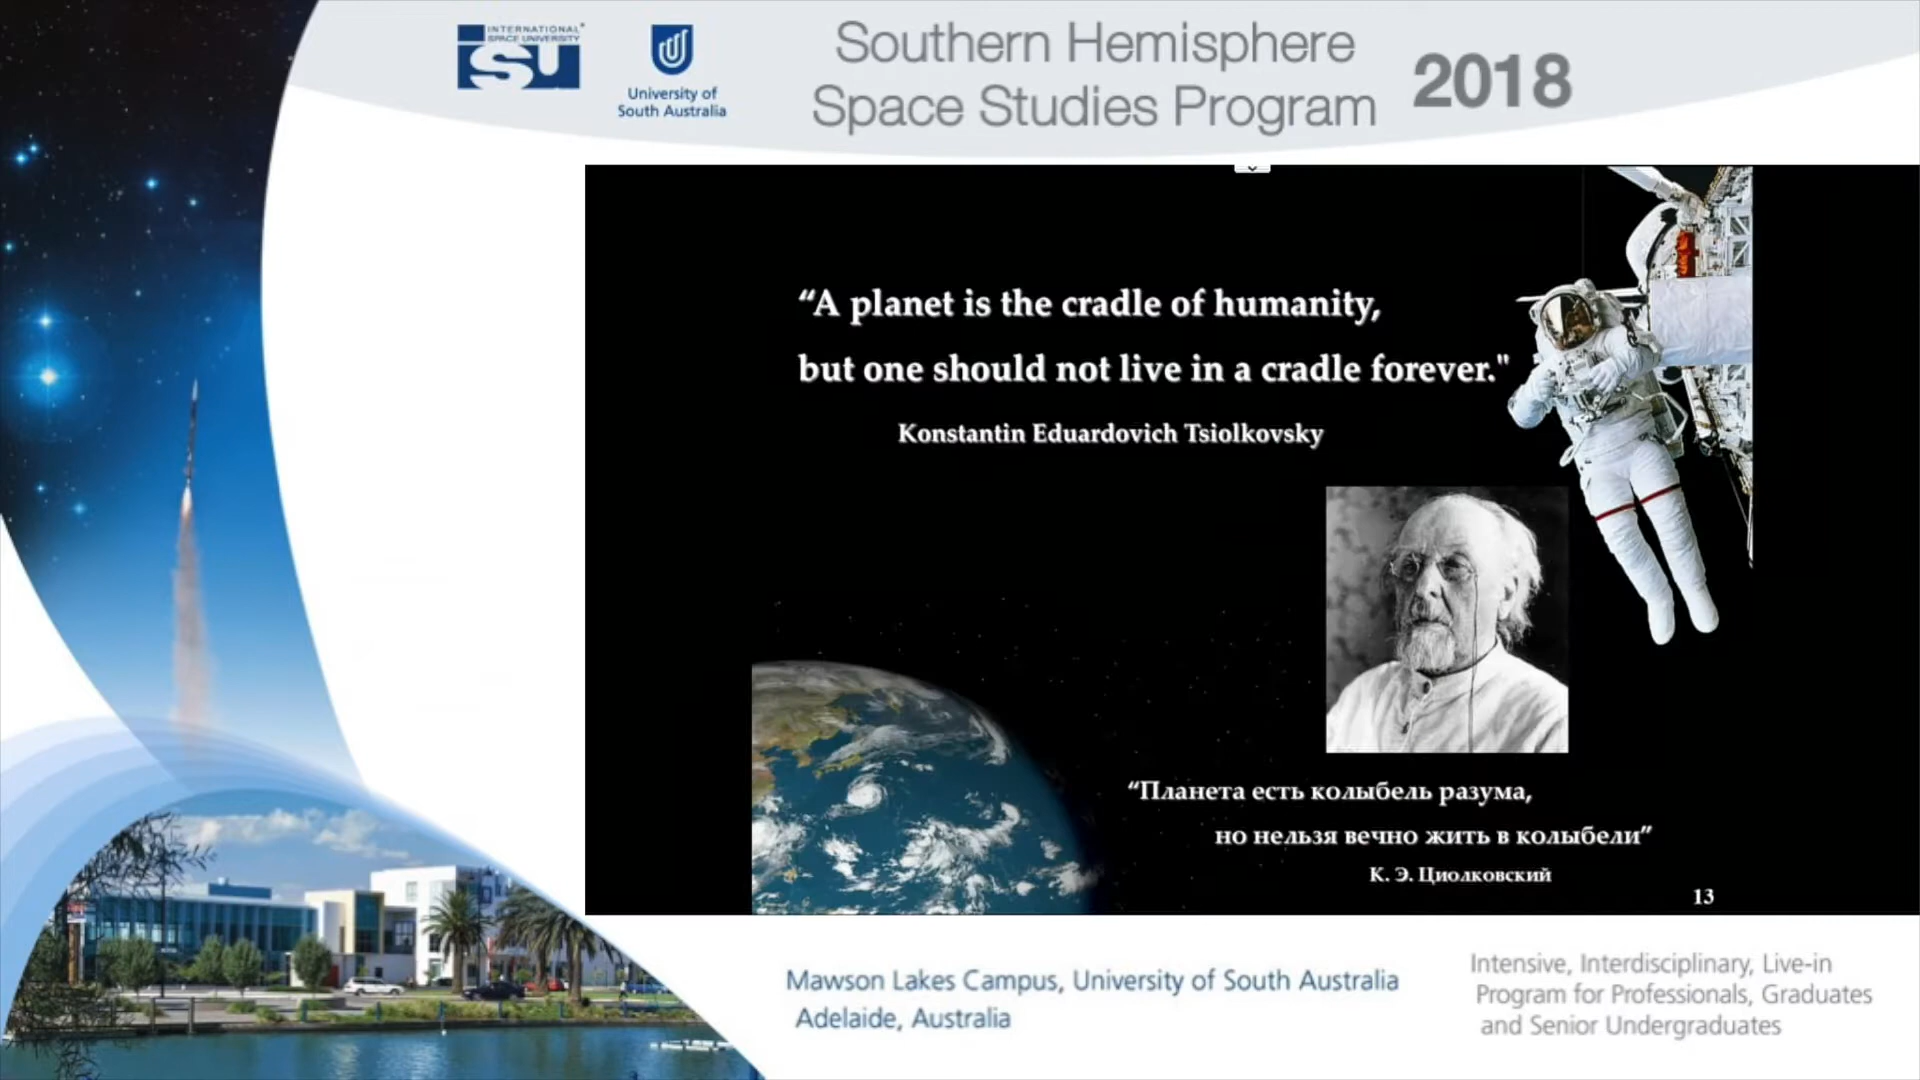 INTERNATIONAL
SPACE UNIVERSITY
isu
University of
South Australia
Southern Hemisphere
Space Studies Program
2018
“A planet is the cradle of humanity,
but one should not live in a cradle forever."
Konstantin Eduardovich Tsiolkovsky
“Планета есть колыбель разума,
но нельзя вечно жить в колыбели”
К. Э. Циолковский
13
Mawson Lakes Campus, University of South Australia
Adelaide, Australia
Intensive, Interdisciplinary, Live-in
Program for Professionals, Graduates
and Senior Undergraduates